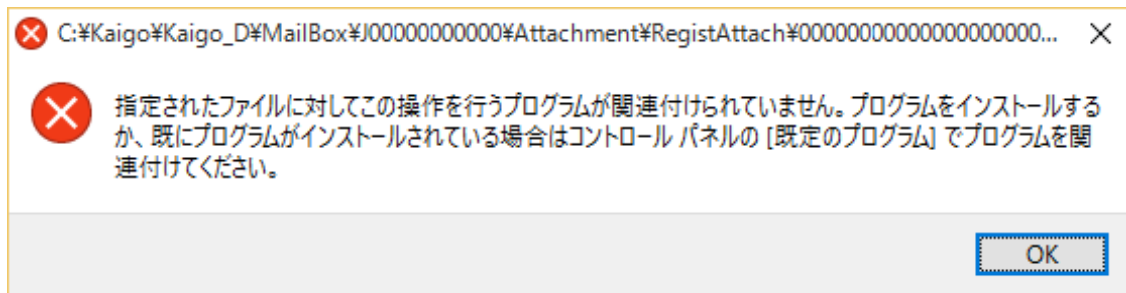 C:¥Kaigo¥Kaigo_D¥MailBox¥J00000000000¥Attachment¥RegistAttach¥00000000000000000000...
指定されたファイルに対してこの操作を行うプログラムが関連付けられていません。プログラムをインストールする
か、既にプログラムがインストールされている場合はコントロール パネルの [既定のプログラム] でプログラムを関
連付けてください。
OK